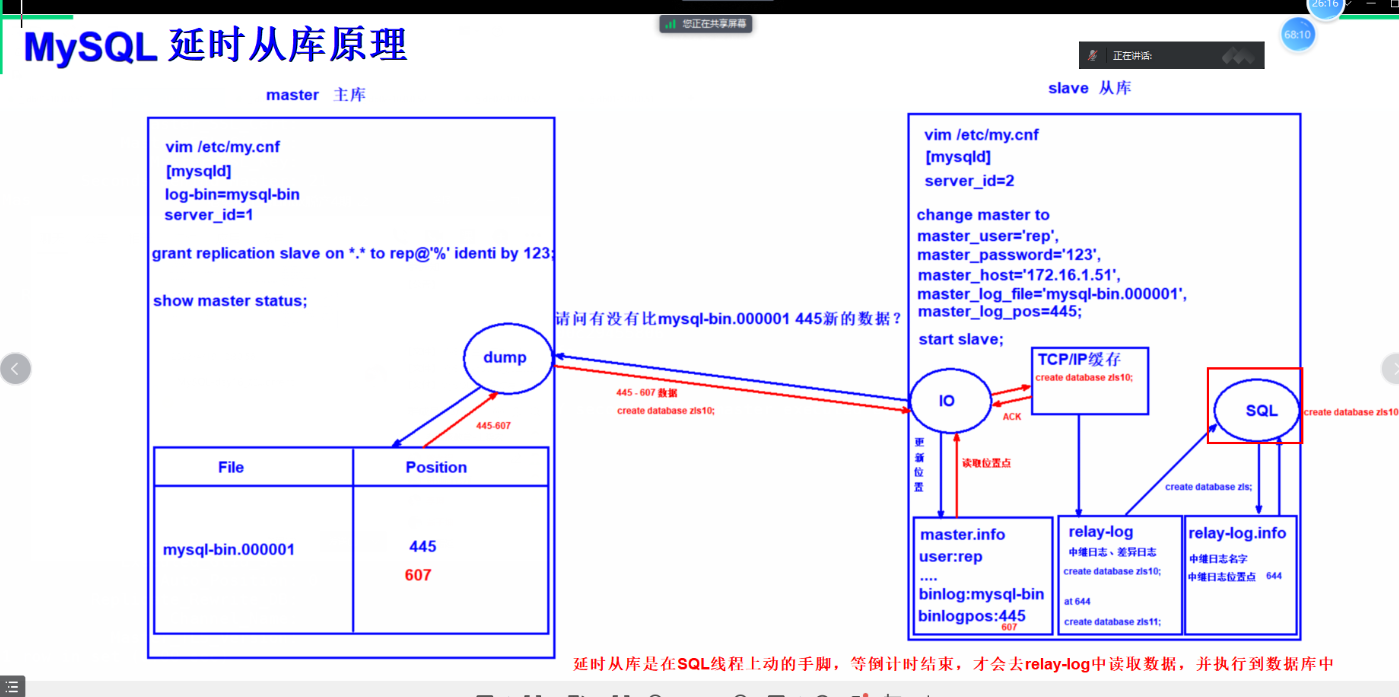 26:16
您正在共享屏幕
68:10
正在讲话:
MySQL 延时从库原理
master 主库
vim /etc/my.cnf
[mysqld]
log-bin=mysql-bin
server_id=1
grant replication slave on *.* to rep@'%' identi by 123;
show master status;
dump
445-607
File
Position
mysql-bin.000001
445
607
请问有没有比mysql-bin.000001 445新的数据？
445 - 607 数据
create database zls10;
slave 从库
vim /etc/my.cnf
[mysqld]
server_id=2
change master to
master_user='rep',
master_password='123',
master_host='172.16.1.51',
master_log_file='mysql-bin.000001',
master_log_pos=445;
start slave;
TCP/IP缓存
create database zls10;
IO
ACK
SQL
create database zls10
更新位置
读取位置点
create database zls;
master.info
user:rep
....
binlog:mysql-bin
binlogpos:445
607
relay-log
中继日志、差异日志
create database zls10;
at 644
create database zls11;
relay-log.info
中继日志名字
中继日志位置点 644
延时从库是在SQL线程上动的手脚，等倒计时结束，才会去relay-log中读取数据，并执行到数据库中